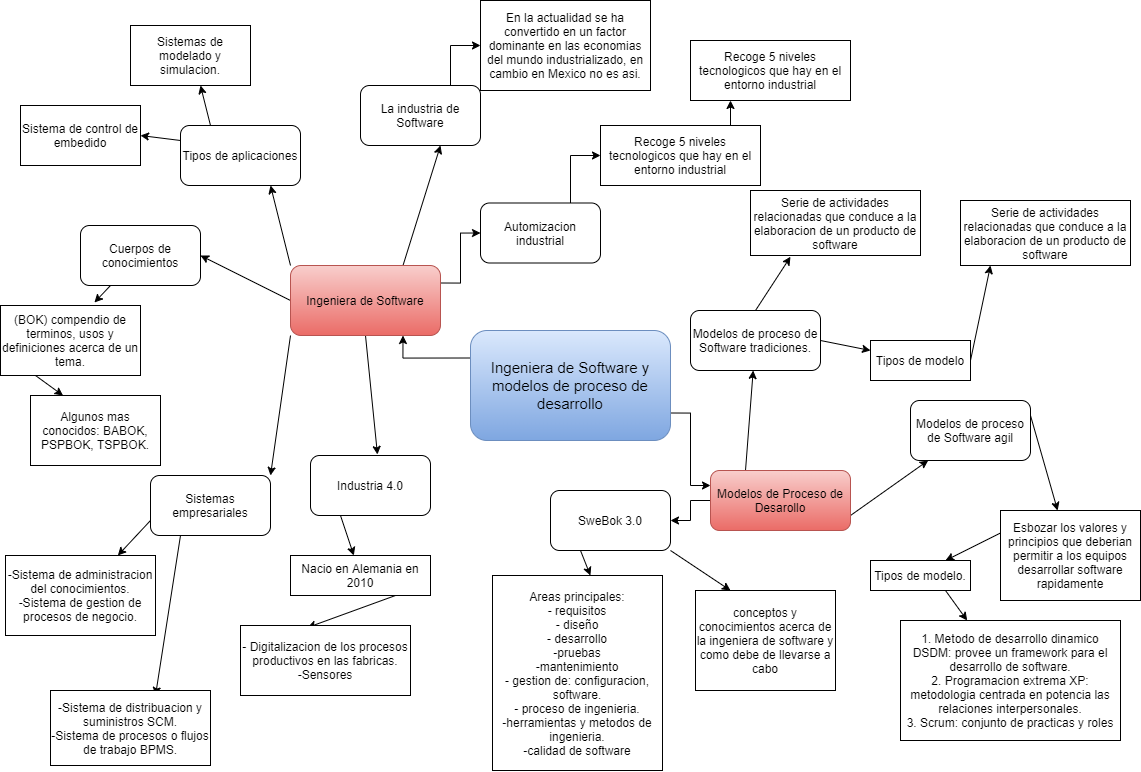 En la actualidad se ha
convertido en un factor
dominante en las economias
del mundo industrializado, en
cambio en Mexico no es asi.
Sistemas de
modelado y
simulacion.
Recoge 5 niveles
tecnologicos que hay en el
entorno industrial
La industria de
Software
Sistema de control de
embedido
Tipos de aplicaciones
Recoge 5 niveles
tecnologicos que hay en el
entorno industrial
Serie de actividades
relacionadas que conduce a la
elaboracion de un producto de
software
Serie de actividades
relacionadas que conduce a la
elaboracion de un producto de
software
Automizacion
industrial
Cuerpos de
conocimientos
Ingeniera de Software
(BOK) compendio de
terminos, usos y
definiciones acerca de un
tema.
Modelos de proceso de
Software tradiciones.
Tipos de modelo
Ingeniera de Software y
modelos de proceso de
desarrollo
Algunos mas
conocidos: BABOK,
PSPBOK, TSPBOK.
Modelos de proceso
de Software agil
Industria 4.0
Sistemas
empresariales
Modelos de Proceso de
Desarollo
SweBok 3.0
Esbozar los valores y
principios que deberian
permitir a los equipos
desarrollar software
rapidamente
-Sistema de administracion
del conocimientos.
-Sistema de gestion de
procesos de negocio.
Nacio en Alemania en
2010
Tipos de modelo.
Areas principales:
- requisitos
- diseño
- desarrollo
-pruebas
-mantenimiento
- gestion de: configuracion,
software.
- proceso de ingenieria.
-herramientas y metodos de
ingenieria.
-calidad de software
conceptos y
conocimientos acerca de
la ingeniera de software y
como debe de llevarse a
cabo
- Digitalizacion de los procesos
productivos en las fabricas.
-Sensores
1. Metodo de desarrollo dinamico
DSDM: provee un framework para el
desarrollo de software.
2. Programacion extrema XP:
metodologia centrada en potencia las
relaciones interpersonales.
3. Scrum: conjunto de practicas y roles
-Sistema de distribuacion y
suministros SCM.
-Sistema de procesos o flujos
de trabajo BPMS.